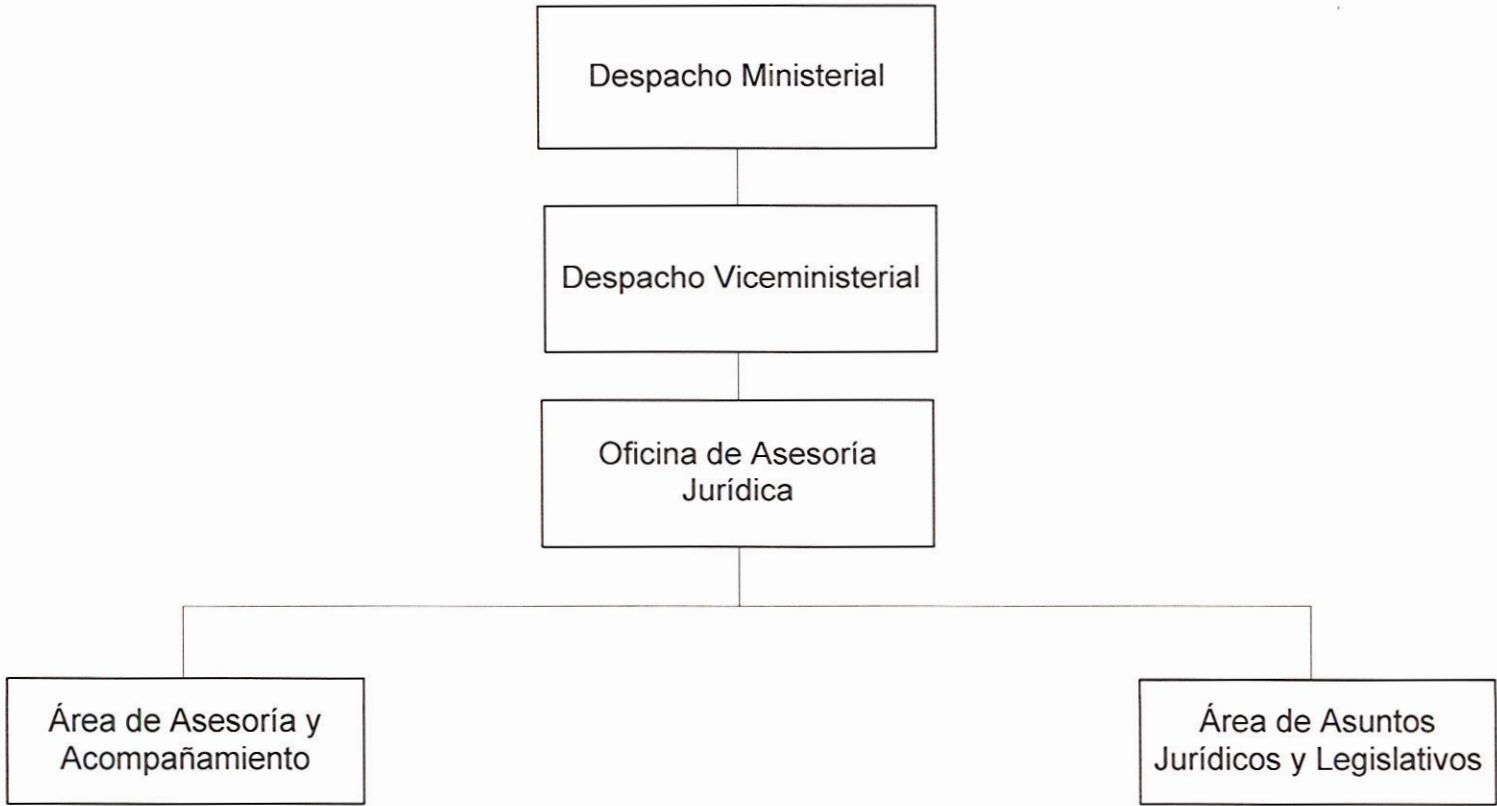 Despacho Ministerial
Despacho Viceministerial
Oficina de Asesoría
Jurídica
Área de Asesoría y
Acompañamiento
Área de Asuntos
Jurídicos y Legislativos